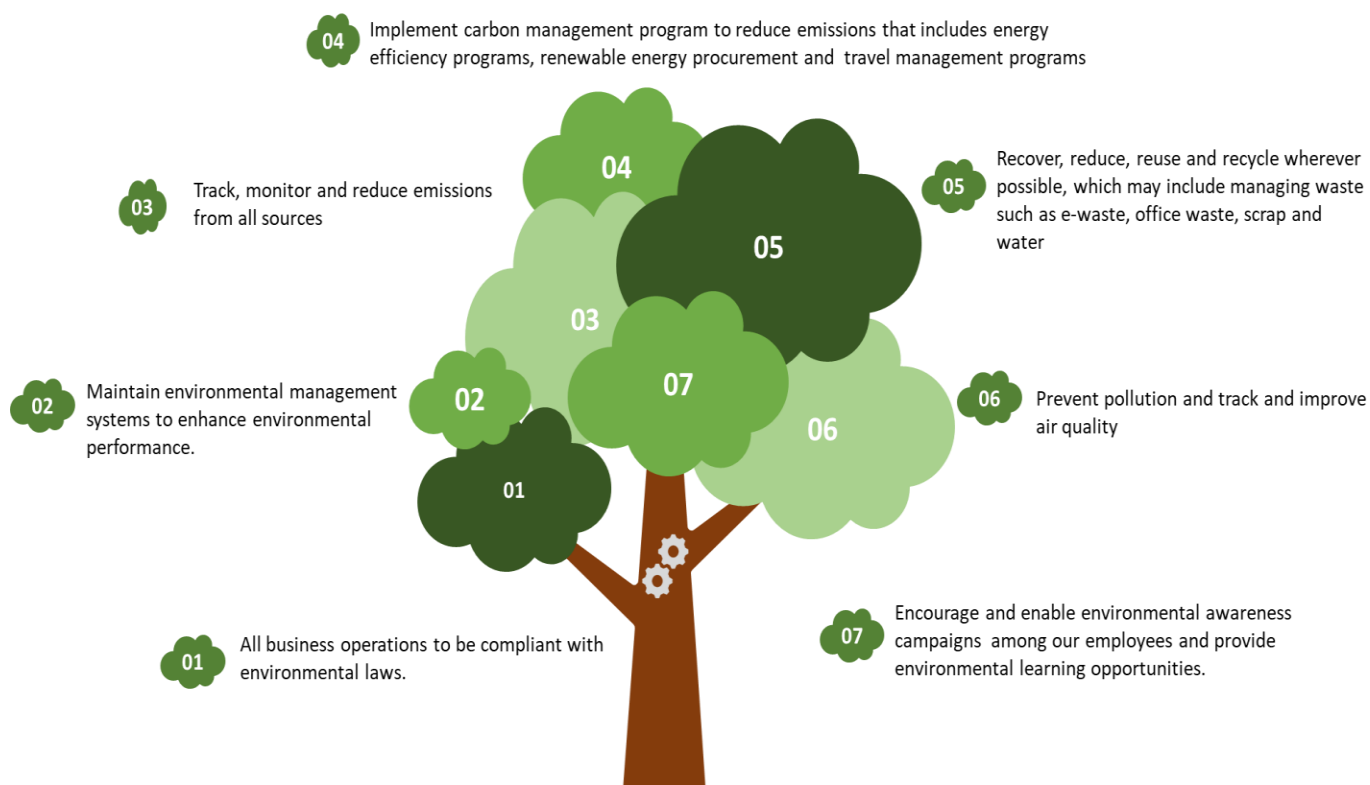 04
Implement carbon management program to reduce emissions that includes energy
efficiency programs, renewable energy procurement and travel management programs
03
Track, monitor and reduce emissions
from all sources
05
Recover, reduce, reuse and recycle wherever
possible, which may include managing waste
such as e-waste, office waste, scrap and
water
02
Maintain environmental management
systems to enhance environmental
performance.
06
Prevent pollution and track and improve
air quality
01
All business operations to be compliant with
environmental laws.
07
Encourage and enable environmental awareness
campaigns among our employees and provide
environmental learning opportunities.
04
05
03
07
02
06
01